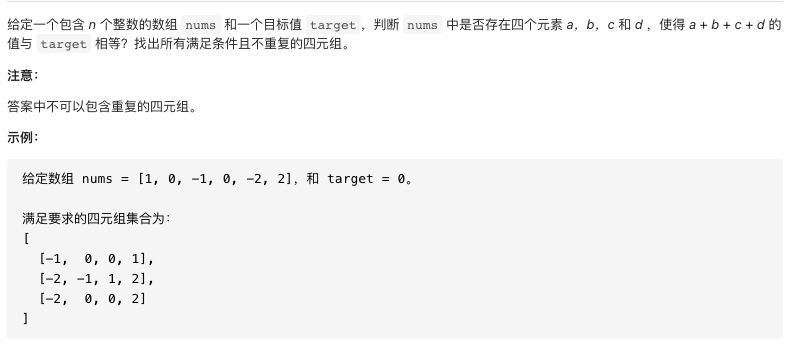 给定一个包含 n 个整数的数组 nums 和一个目标值 target，判断 nums 中是否存在四个元素 a，b，c 和 d ，使得 a + b + c + d 的
值与 target 相等？找出所有满足条件且不重复的四元组。
注意：
答案中不可以包含重复的四元组。
示例：
给定数组 nums = [1, 0, -1, 0, -2, 2]，和 target = 0。
满足要求的四元组集合为：
[
[-1,  0, 0, 1],
[-2, -1, 1, 2],
[-2,  0, 0, 2]
]